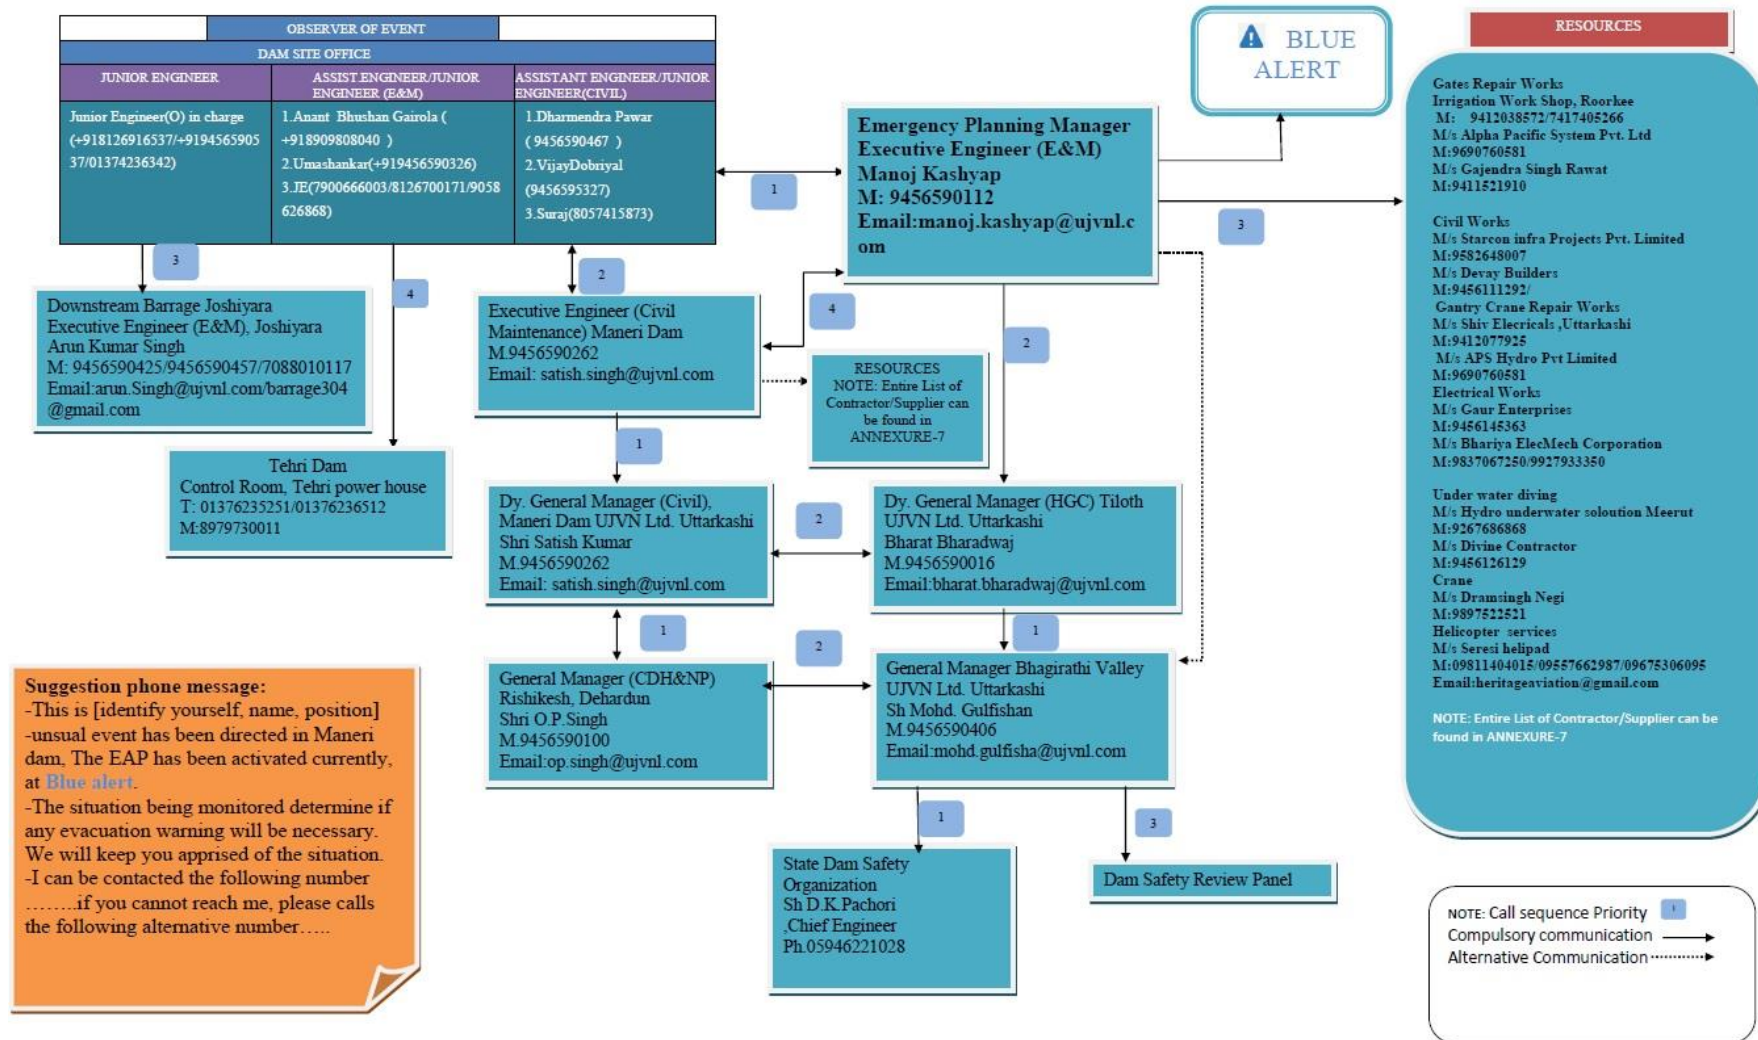 OBSERVER OF EVENT
DAM SITE OFFICE
JUNIOR ENGINEER
Junior Engineer(O) in charge
(+918126916537/+9194565905
37/01374236342)
ASSIST.ENGINEER/JUNIOR
ENGINEER (E&M)
1.Anant Bhushan Gairola (
+918909808040 )
2.Umashankar(+919456590326)
3.JE(7900666003/8126700171/9058
626868)
ASSISTANT ENGINEER/JUNIOR
ENGINEER(CIVIL)
1.Dharmendra Pawar
( 9456590467 )
2.VijayDobriyal
(9456595327)
3.Suraj(8057415873)
1
Emergency Planning Manager
Executive Engineer (E&M)
Manoj Kashyap
M: 9456590112
Email:manoj.kashyap@ujvnl.c
om
BLUE
ALERT
3
3
4
2
4
2
Downstream Barrage Joshiyara
Executive Engineer (E&M), Joshiyara
Arun Kumar Singh
M: 9456590425/9456590457/7088010117
Email:arun.Singh@ujvnl.com/barrage304
@gmail.com
Tehri Dam
Control Room, Tehri power house
T: 01376235251/01376236512
M:8979730011
Executive Engineer (Civil
Maintenance) Maneri Dam
M.9456590262
Email: satish.singh@ujvnl.com
RESOURCES
NOTE: Entire List of
Contractor/Supplier can
be found in
ANNEXURE-7
1
Dy. General Manager (Civil),
Maneri Dam UJVN Ltd. Uttarkashi
Shri Satish Kumar
M.9456590262
Email: satish.singh@ujvnl.com
2
Dy. General Manager (HGC) Tiloth
UJVN Ltd. Uttarkashi
Bharat Bharadwaj
M.9456590016
Email:bharat.bharadwaj@ujvnl.com
1
1
General Manager (CDH&NP)
Rishikesh, Dehardun
Shri O.P.Singh
M.9456590100
Email:op.singh@ujvnl.com
2
General Manager Bhagirathi Valley
UJVN Ltd. Uttarkashi
Sh Mohd. Gulfishan
M.9456590406
Email:mohd.gulfisha@ujvnl.com
1
3
State Dam Safety
Organization
Sh D.K.Pachori
,Chief Engineer
Ph.05946221028
Dam Safety Review Panel
Suggestion phone message:
-This is [identify yourself, name, position]
-unsual event has been directed in Maneri
dam, The EAP has been activated currently,
at Blue alert.
-The situation being monitored determine if
any evacuation warning will be necessary.
We will keep you apprised of the situation.
-I can be contacted the following number
........if you cannot reach me, please calls
the following alternative number…..
RESOURCES
Gates Repair Works
Irrigation Work Shop, Roorkee
M: 9412038572/7417405266
M/s Alpha Pacific System Pvt. Ltd
M:9690760581
M/s Gajendra Singh Rawat
M:9411521910
Civil Works
M/s Starcon infra Projects Pvt. Limited
M:9582648007
M/s Devay Builders
M:9456111292/
Gantry Crane Repair Works
M/s Shiv Elecricals ,Uttarkashi
M:9412077925
M/s APS Hydro Pvt Limited
M:9690760581
Electrical Works
M/s Gaur Enterprises
M:9456145363
M/s Bhariya ElecMech Corporation
M:9837067250/9927933350
Under water diving
M/s Hydro underwater soloution Meerut
M:9267686868
M/s Divine Contractor
M:9456126129
Crane
M/s Dramsingh Negi
M:9897522521
Helicopter services
M/s Seresi helipad
M:09811404015/09557662987/09675306095
Email:heritageaviation@gmail.com
NOTE: Entire List of Contractor/Supplier can be
found in ANNEXURE-7
NOTE: Call sequence Priority 1
Compulsory communication
Alternative Communication